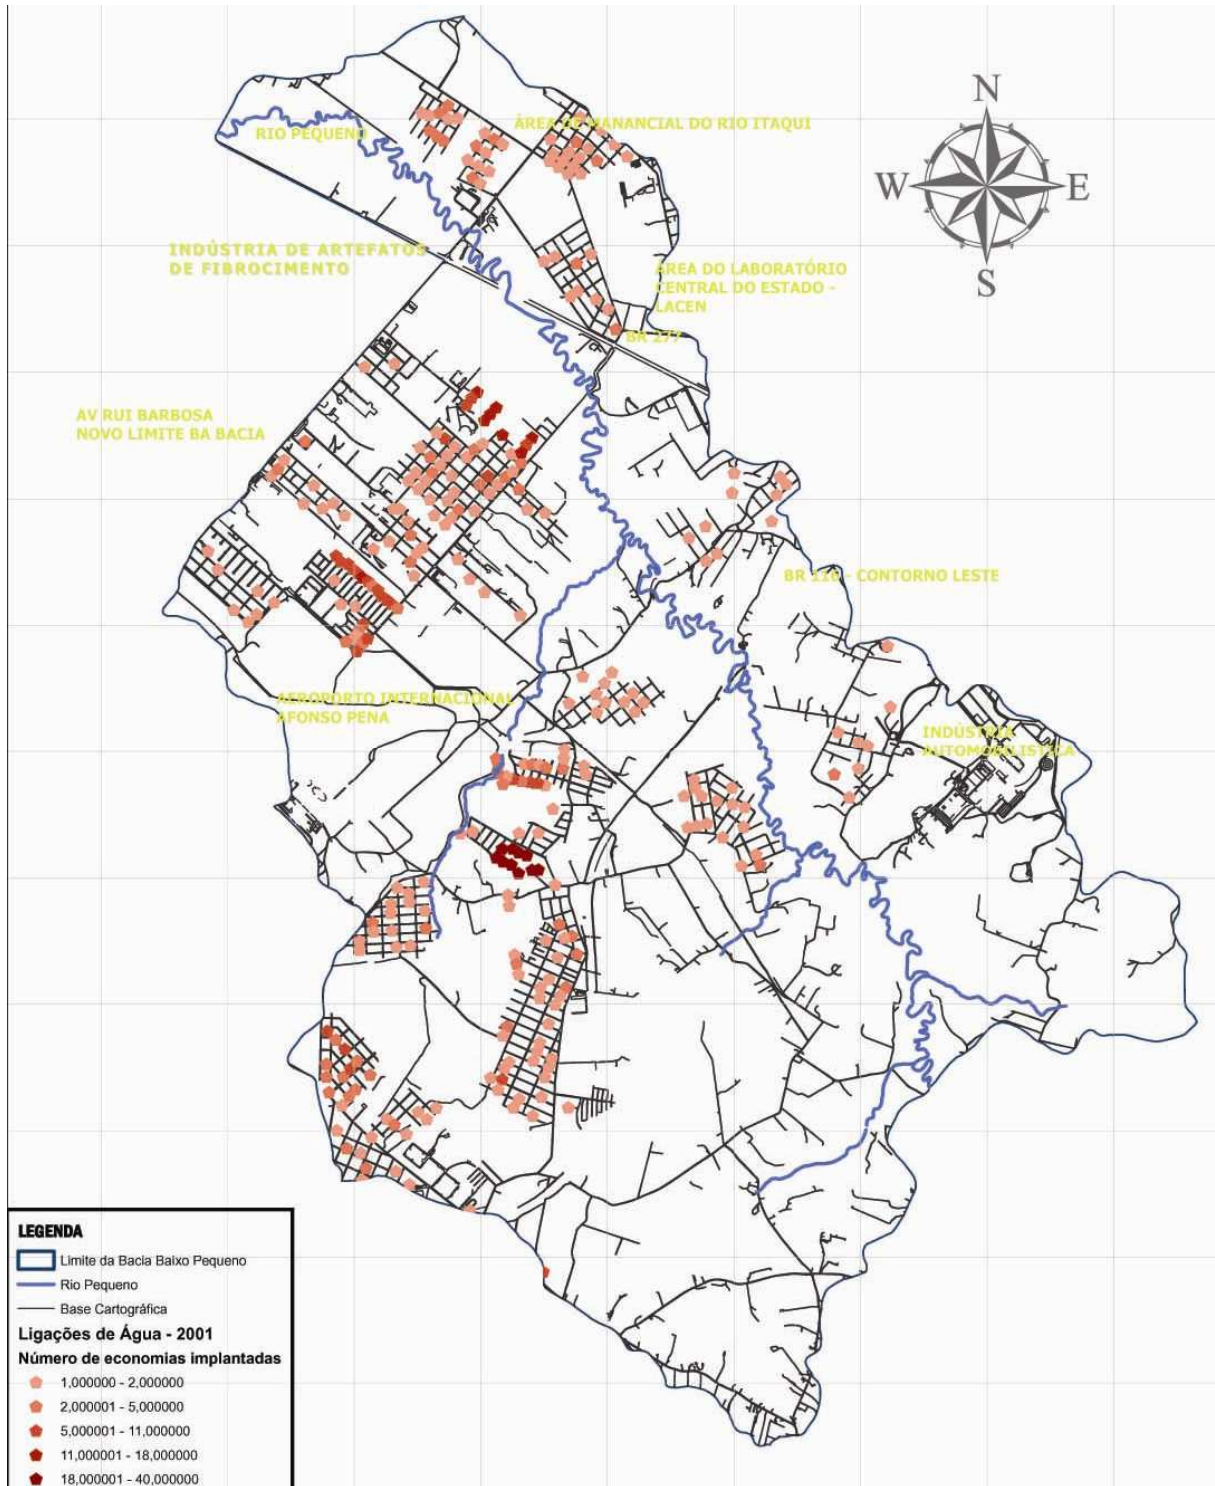 N
W
E
S
RIO PEQUENO
ÁREA DE MANANCIAL DO RIO ITAQUI
INDÚSTRIA DE ARTEFATOS
DE FIBROCIMENTO
ÁREA DO LABORATÓRIO
CENTRAL DO ESTADO -
LACEN
BR 277
AV RUI BARBOSA
NOVO LIMITE BA BACIA
BR 116 - CONTORNO LESTE
AEROPORTO INTERNACIONAL
AFONSO PENA
INDÚSTRIA
AUTOMOBILISTICA
LEGENDA
Limite da Bacia Baixo Pequeno
Rio Pequeno
Base Cartográfica
Ligações de Água - 2001
Número de economias implantadas
1,000000 - 2,000000
2,000001 - 5,000000
5,000001 - 11,000000
11,000001 - 18,000000
18,000001 - 40,000000